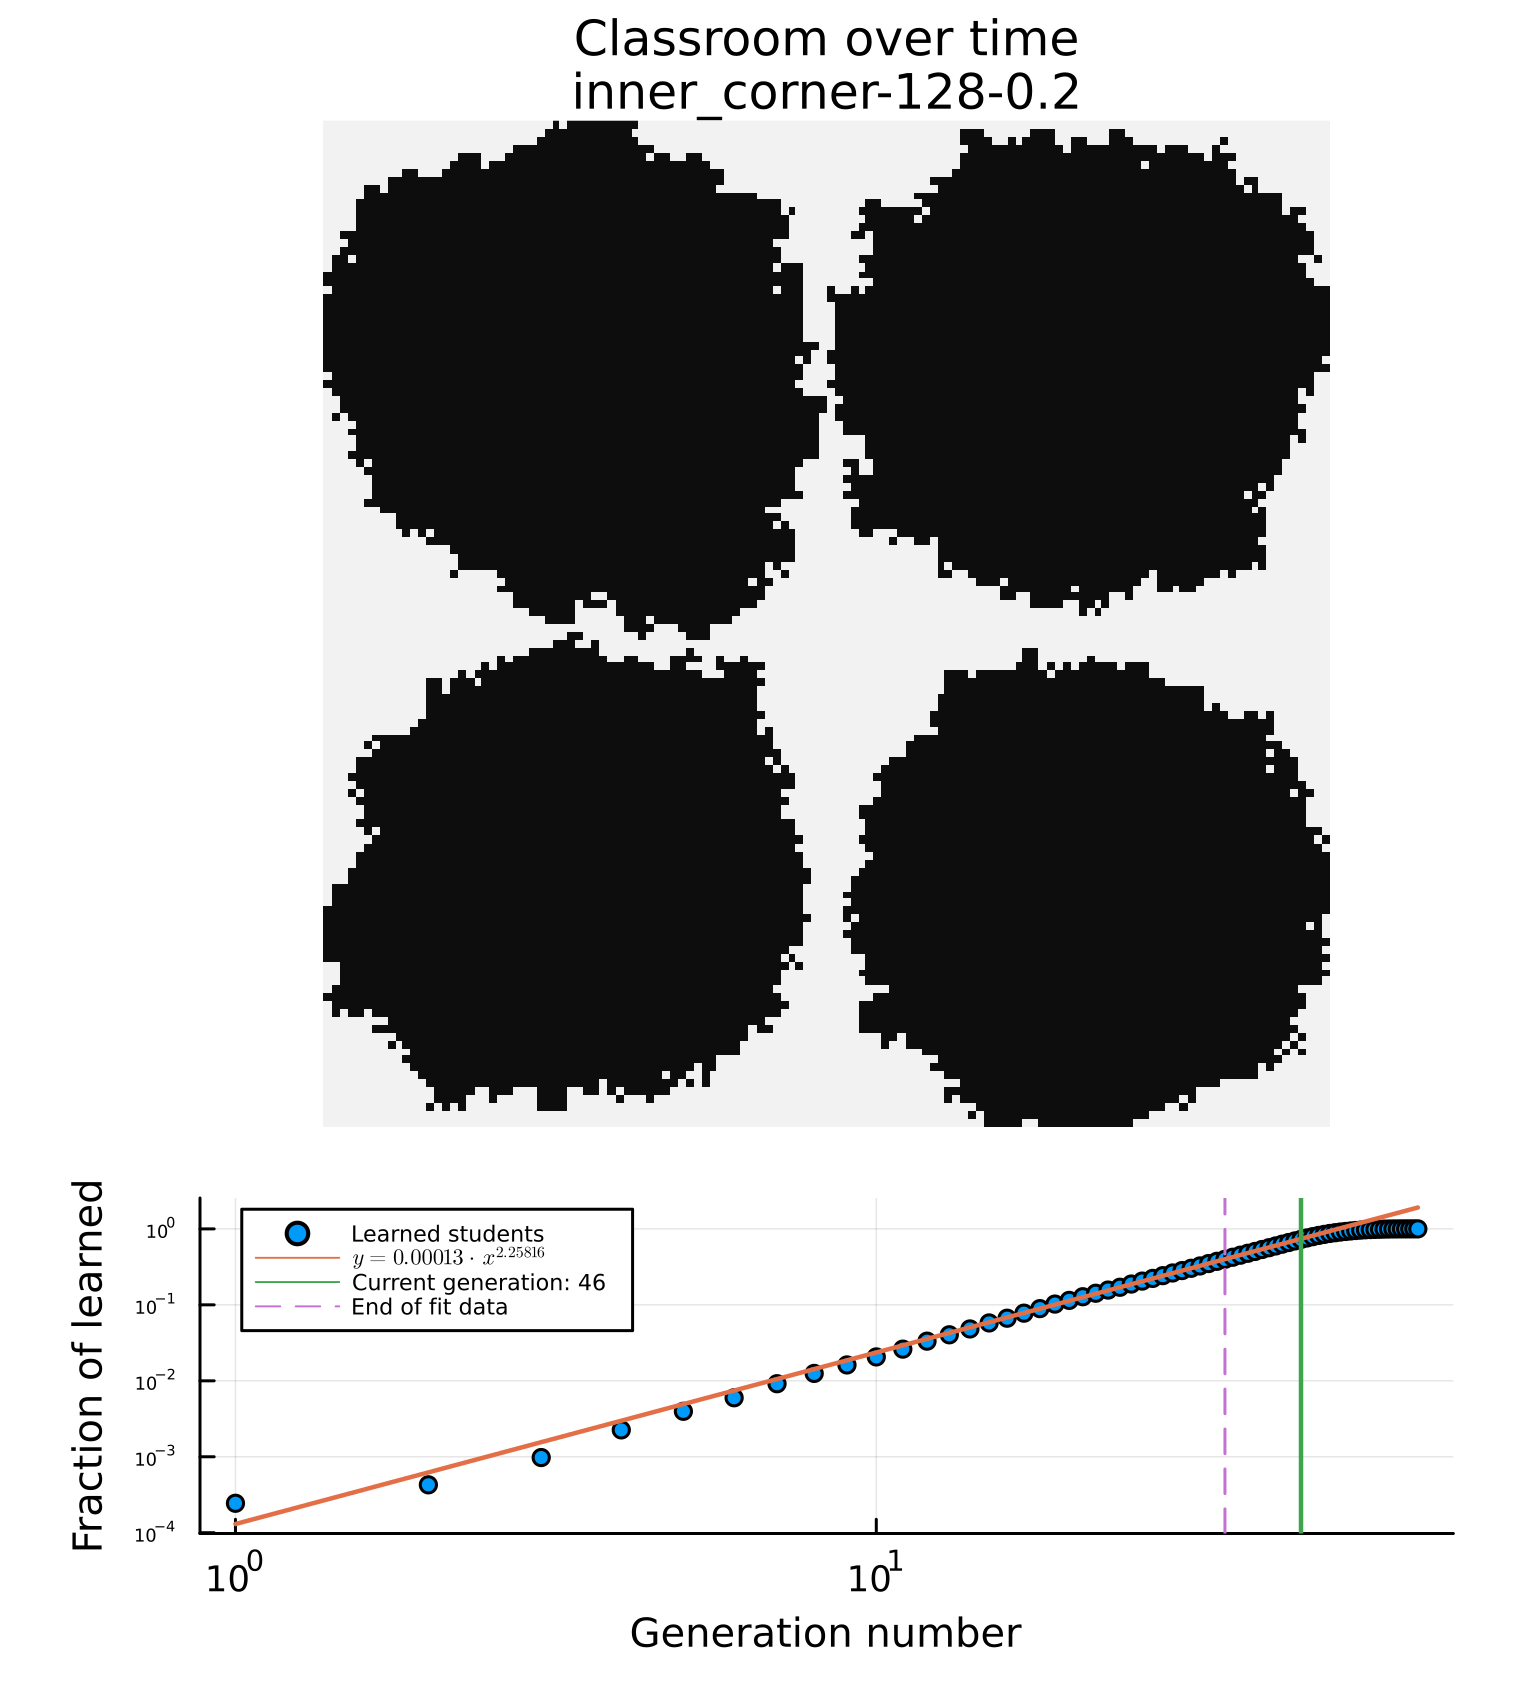 Classroom over time
inner_corner-128-0.2
Fraction of learned
10^0
10^−1
10^−2
10^−3
10^−4
Learned students
y = 0.00013 · x^2.25816
Current generation: 46
End of fit data
10^0
10^1
Generation number